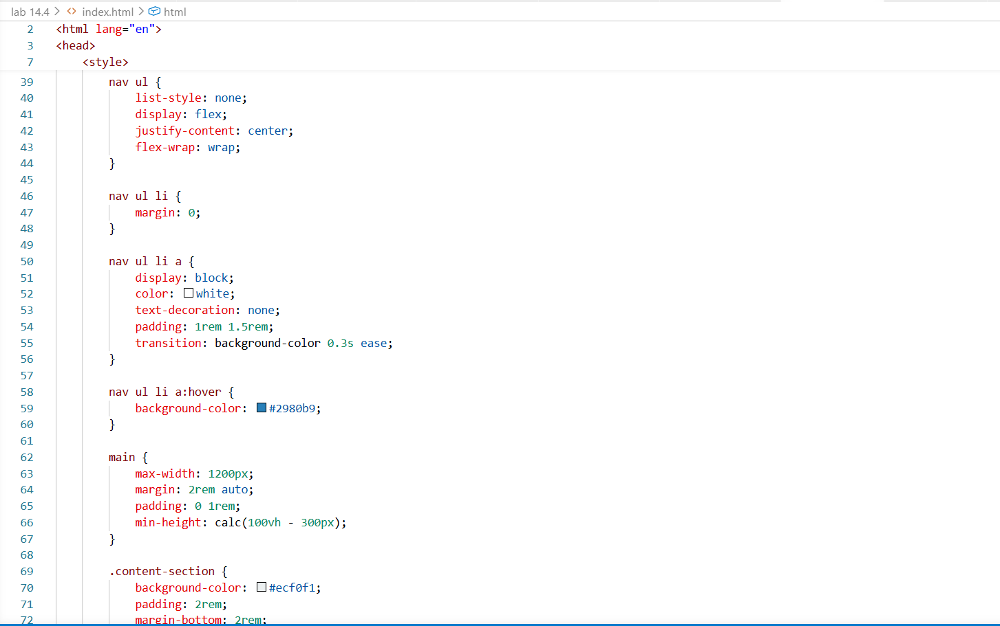 lab 14.4 > <> index.html > html
2 <html lang="en">
3 <head>
7 <style>
39 nav ul {
40 list-style: none;
41 display: flex;
42 justify-content: center;
43 flex-wrap: wrap;
44 }
45
46 nav ul li {
47 margin: 0;
48 }
49
50 nav ul li a {
51 display: block;
52 color: white;
53 text-decoration: none;
54 padding: 1rem 1.5rem;
55 transition: background-color 0.3s ease;
56 }
57
58 nav ul li a:hover {
59 background-color: #2980b9;
60 }
61
62 main {
63 max-width: 1200px;
64 margin: 2rem auto;
65 padding: 0 1rem;
66 min-height: calc(100vh - 300px);
67 }
68
69 .content-section {
70 background-color: #ecf0f1;
71 padding: 2rem;
72 margin-bottom: 2rem;